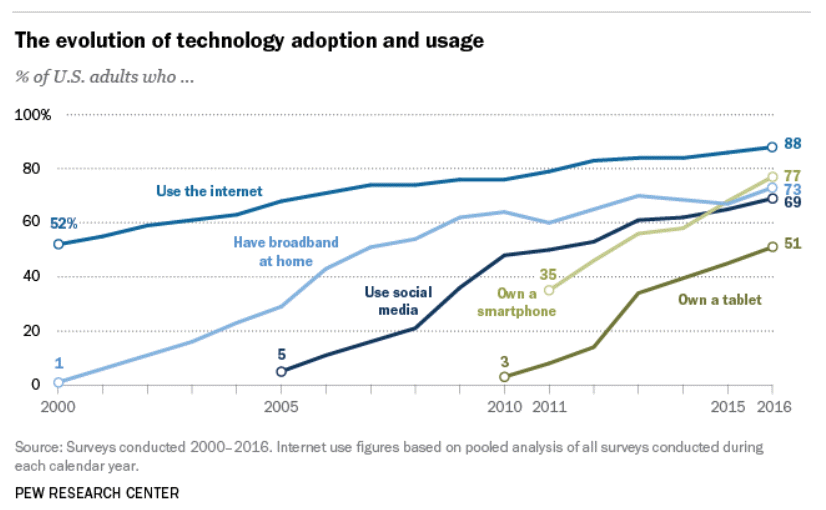 The evolution of technology adoption and usage
% of U.S. adults who ...
100%
80
60
40
20
0
88
77
73
69
51
Use the internet
52%
Have broadband
at home
Use social
media
35
Own a
smartphone
Own a tablet
1
5
3
2000
2005
2010
2011
2015
2016
Source: Surveys conducted 2000–2016. Internet use figures based on pooled analysis of all surveys conducted during
each calendar year.
PEW RESEARCH CENTER